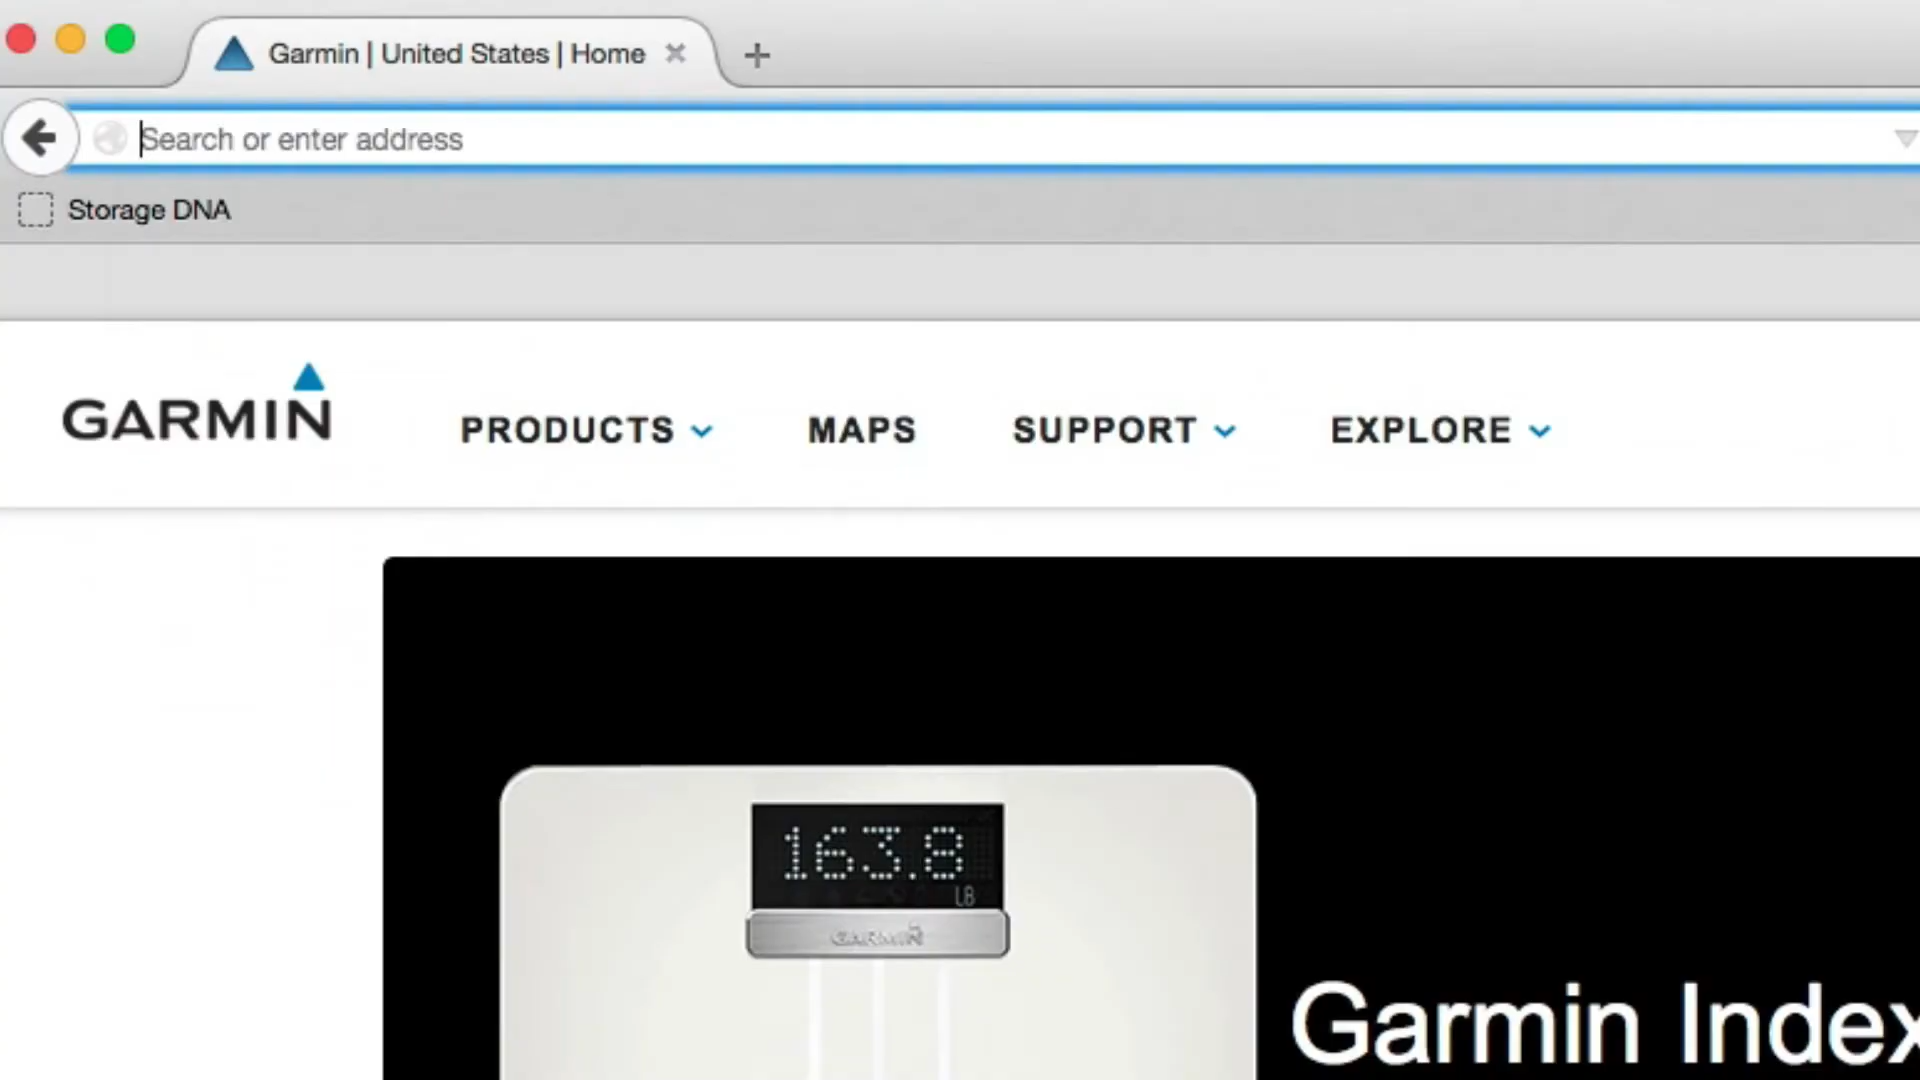 Garmin | United States | Home
Search or enter address
Storage DNA
GARMIN
PRODUCTS
MAPS
SUPPORT
EXPLORE
163.8
LB
GARMIN
Garmin Index